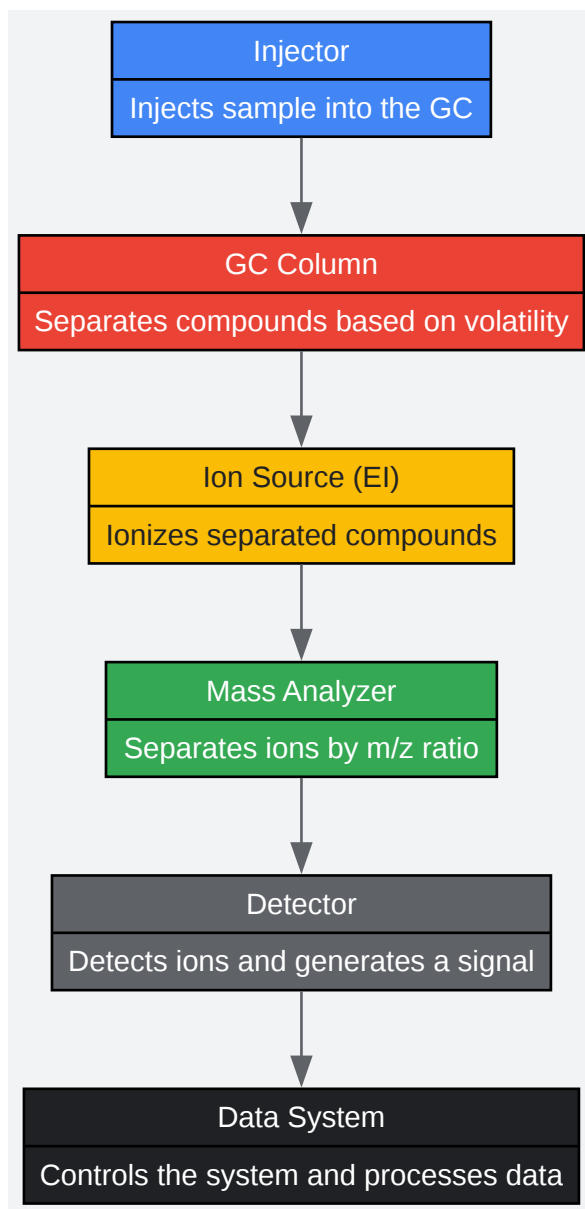 Injector
Injects sample into the GC
GC Column
Separates compounds based on volatility
Ion Source (EI)
Ionizes separated compounds
Mass Analyzer
Separates ions by m/z ratio
Detector
Detects ions and generates a signal
Data System
Controls the system and processes data